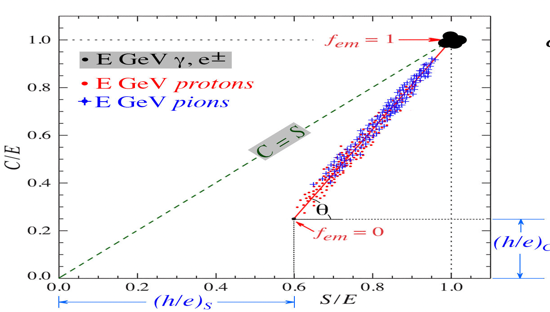 1.0
0.8
0.6
0.4
0.2
0.0
C/E
E GeV γ, e±
E GeV protons
E GeV pions
f_em = 1
C = S
θ
f_em = 0
(h/e)_C
0.0 0.2 0.4 0.6 0.8 1.0
(h/e)_S
S/E